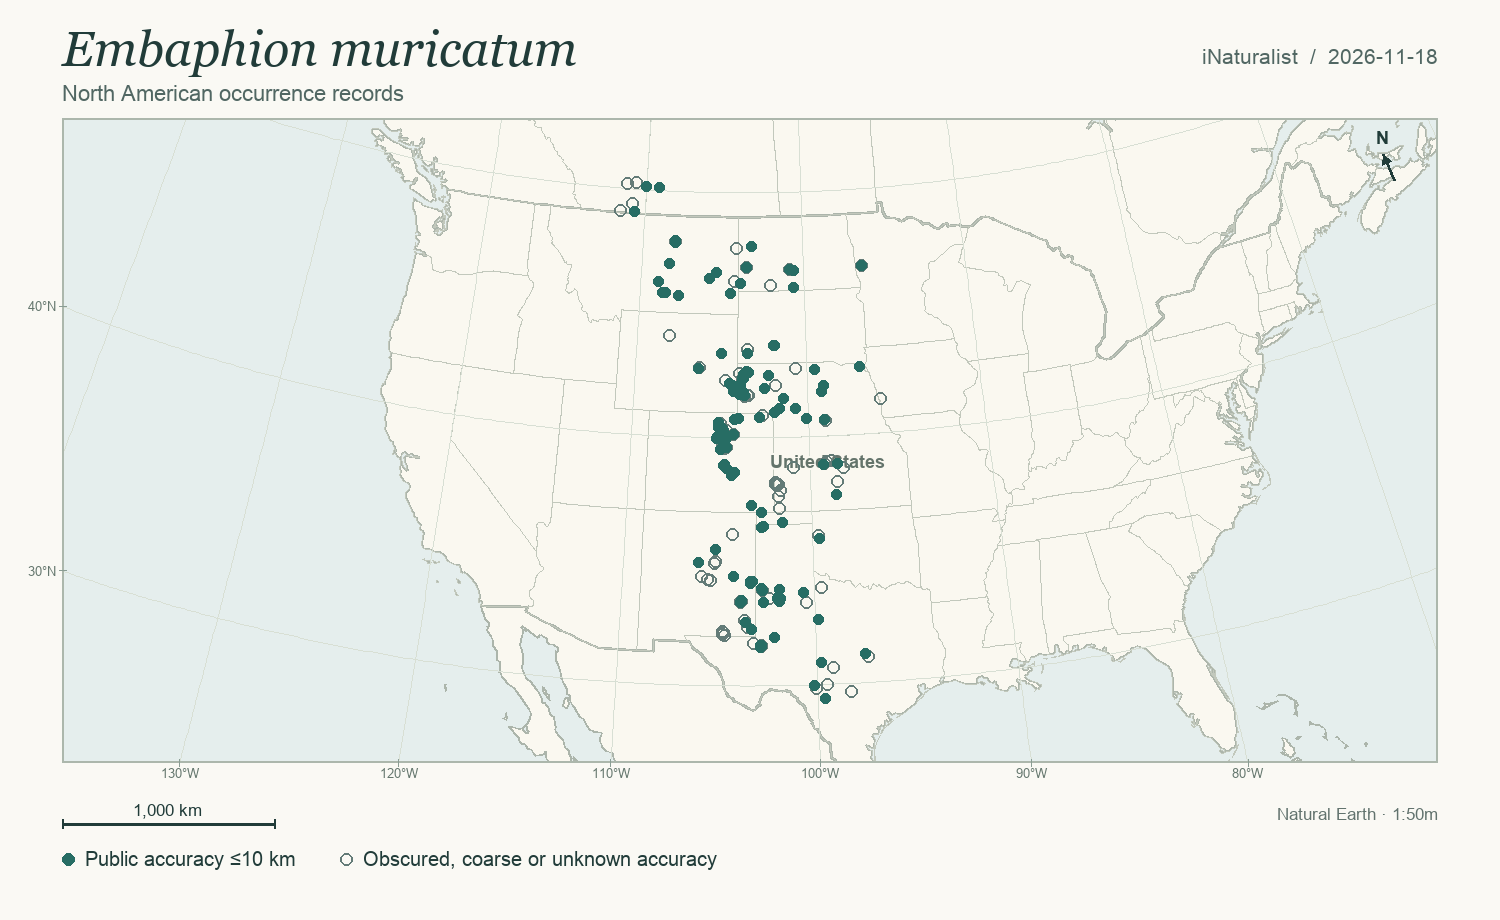 Embaphion muricatum
iNaturalist / 2026-11-18
North American occurrence records
N
40°N
United States
30°N
130°W
120°W
110°W
100°W
90°W
80°W
1,000 km
Natural Earth · 1:50m
Public accuracy ≤10 km
Obscured, coarse or unknown accuracy